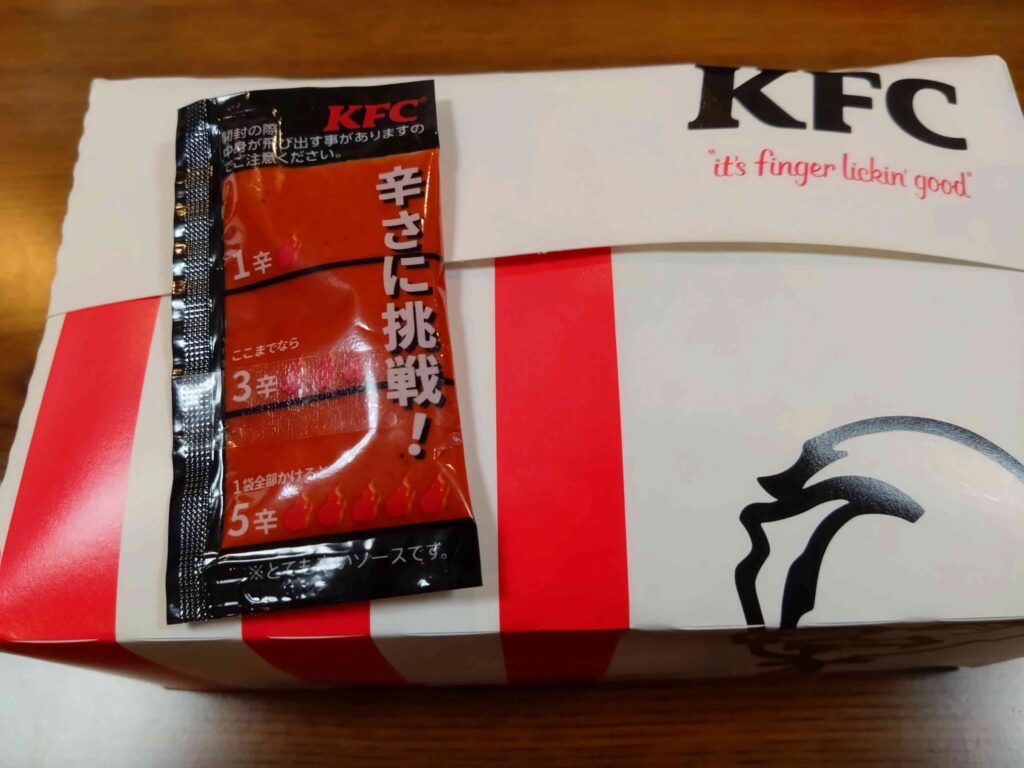 KFC
"it's finger lickin' good"
KFC®
開封の際
中身が飛び出す事がありますの
でご注意ください。
辛さに挑戦！
1辛
ここまでなら
3辛
1袋全部かけると
5辛
※とても いソースです。